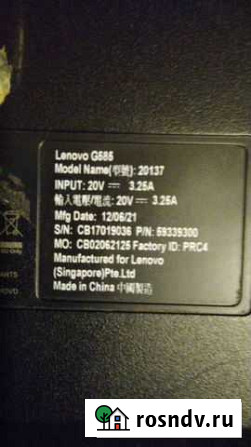 Lenovo G585
Model Name(型號): 20137
INPUT: 20V ⎓ 3.25A
輸入電壓/電流: 20V ⎓ 3.25A
Mfg Date: 12/06/21
S/N: CB17019036 P/N: 59339300
MO: CB02062125 Factory ID: PRC4
Manufactured for Lenovo
(Singapore)Pte.Ltd
Made in China 中國製造
rosndv.ru